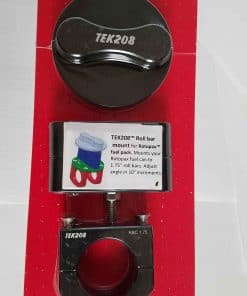 TEK208
TEK208™ Roll bar
mount for Rotopax™
fuel pack. Mounts your
Rotopax fuel can to
1.75" roll bars. Adjust
angle in 10° increments
TEK208
RBC 1.75